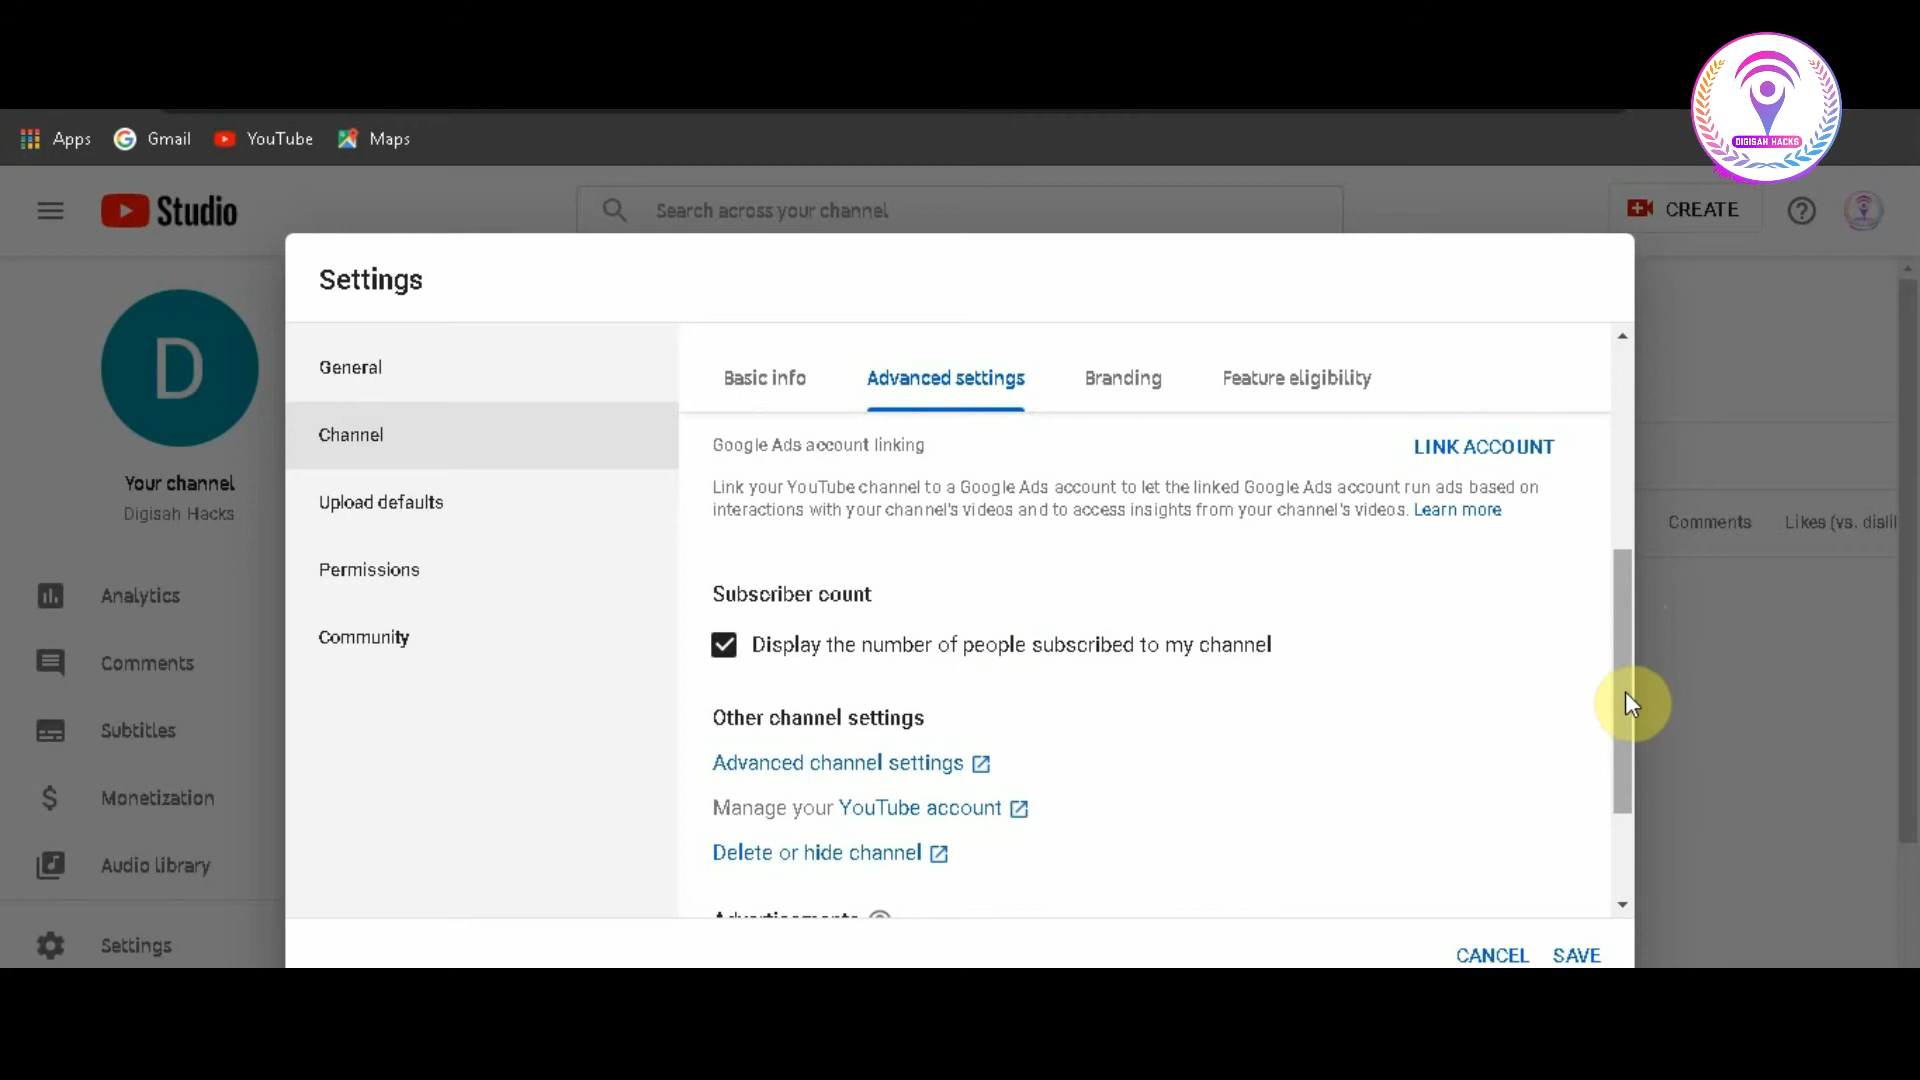 DIGISAH HACKS
Apps Gmail YouTube Maps
Studio
Search across your channel
CREATE
Settings
D
General
Channel
Upload defaults
Permissions
Community
Basic info Advanced settings Branding Feature eligibility
Google Ads account linking
LINK ACCOUNT
Link your YouTube channel to a Google Ads account to let the linked Google Ads account run ads based on
interactions with your channel's videos and to access insights from your channel's videos. Learn more
Subscriber count
Display the number of people subscribed to my channel
Other channel settings
Advanced channel settings
Manage your YouTube account
Delete or hide channel
Advertisements
CANCEL SAVE
Your channel
Digisah Hacks
Analytics
Comments
Subtitles
Monetization
Audio library
Settings
Comments Likes (vs. disli